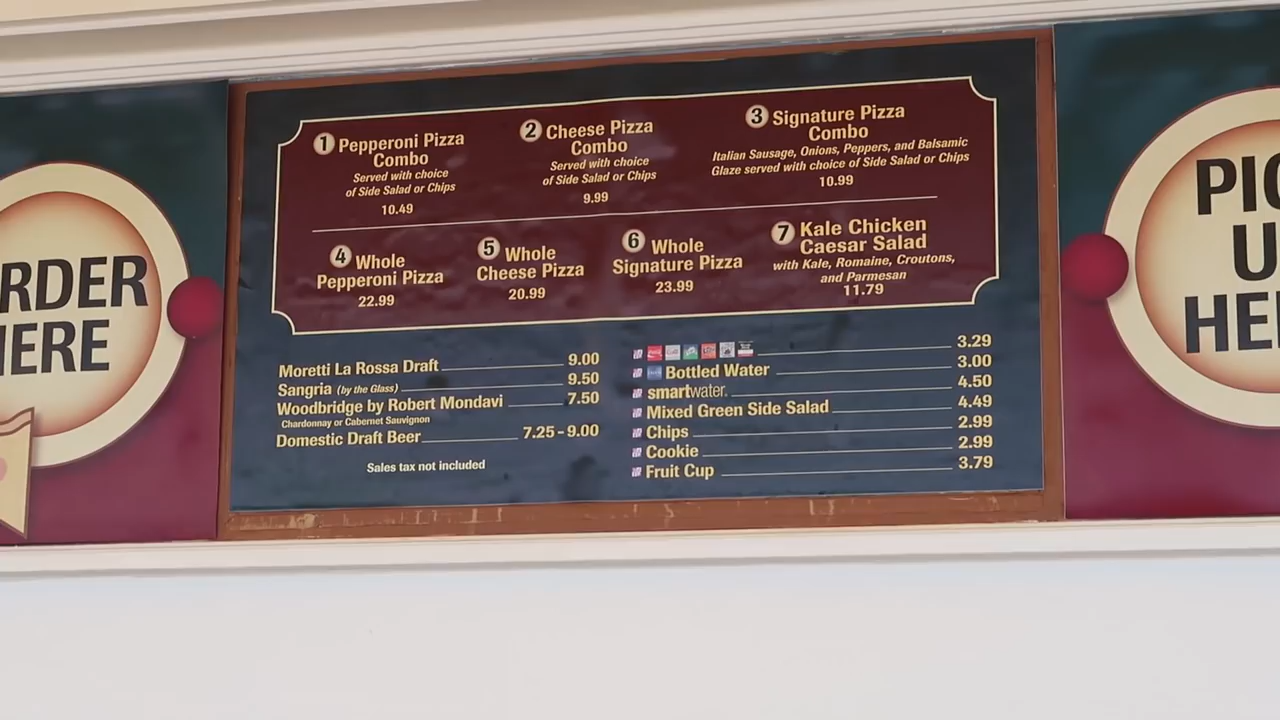 ORDER
HERE
1 Pepperoni Pizza
Combo
Served with choice
of Side Salad or Chips
10.49
2 Cheese Pizza
Combo
Served with choice
of Side Salad or Chips
9.99
3 Signature Pizza
Combo
Italian Sausage, Onions, Peppers, and Balsamic
Glaze served with choice of Side Salad or Chips
10.99
4 Whole
Pepperoni Pizza
22.99
5 Whole
Cheese Pizza
20.99
6 Whole
Signature Pizza
23.99
7 Kale Chicken
Caesar Salad
with Kale, Romaine, Croutons,
and Parmesan
11.79
Moretti La Rossa Draft 9.00
Sangria (by the Glass) 9.50
Woodbridge by Robert Mondavi 7.50
Chardonnay or Cabernet Sauvignon
Domestic Draft Beer 7.25 - 9.00
Sales tax not included
3.29
Bottled Water 3.00
smartwater. 4.50
Mixed Green Side Salad 4.49
Chips 2.99
Cookie 2.99
Fruit Cup 3.79
PIC
U
HE